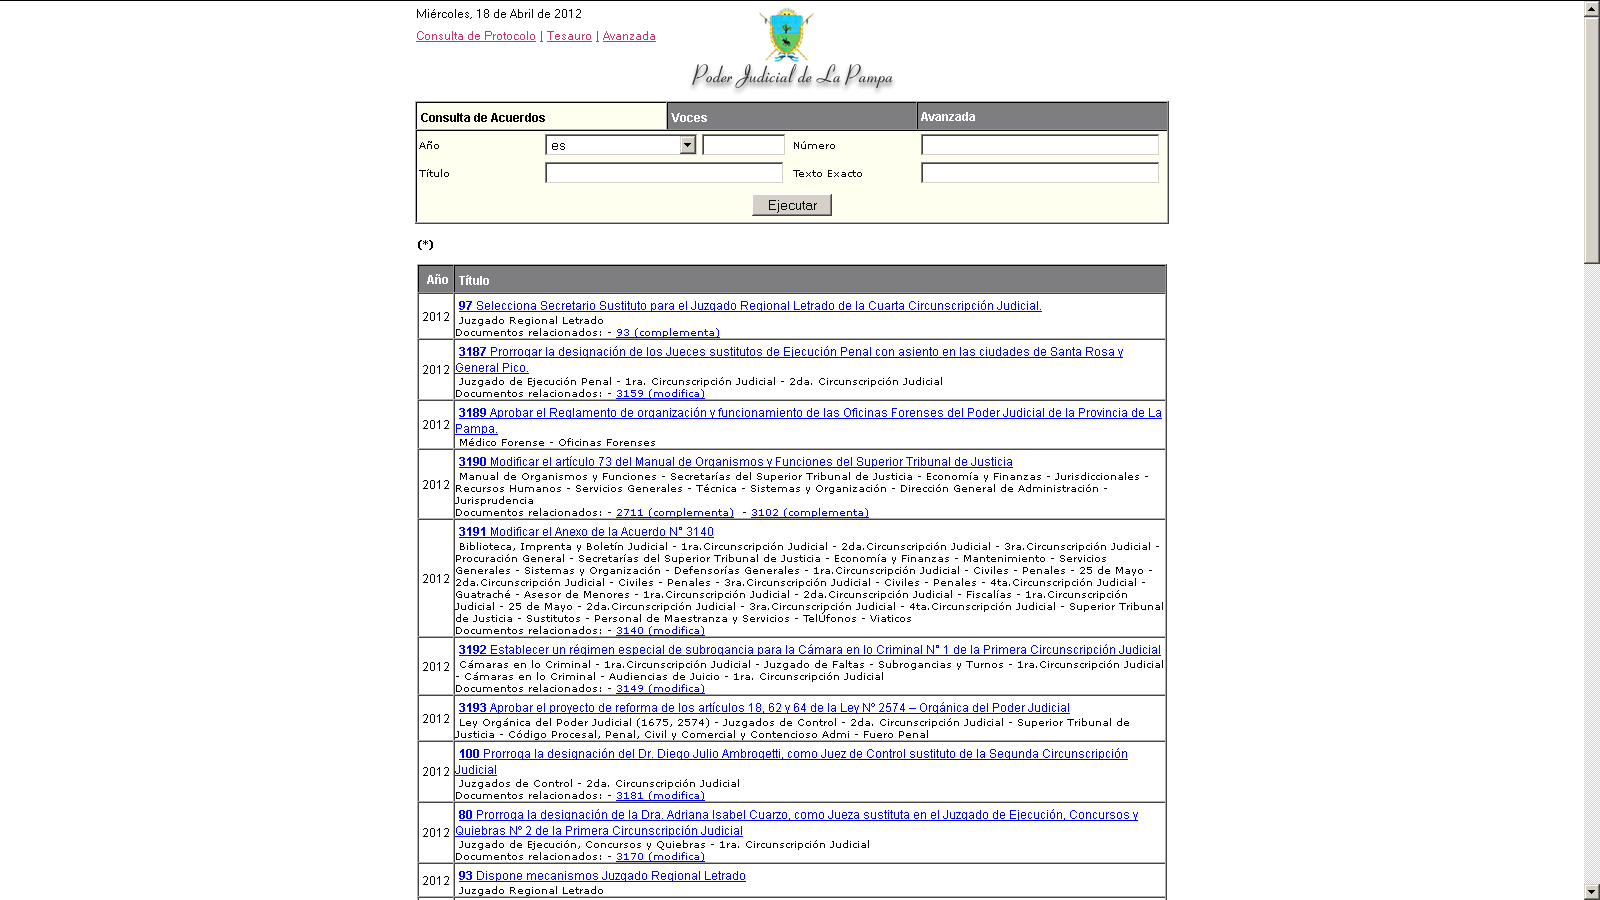 Miércoles, 18 de Abril de 2012
Consulta de Protocolo | Tesauro | Avanzada
Poder Judicial de La Pampa
Consulta de Acuerdos Voces Avanzada
Año es Número
Título Texto Exacto
Ejecutar
(*)
Año Título
2012 97 Selecciona Secretario Sustituto para el Juzgado Regional Letrado de la Cuarta Circunscripción Judicial.
Juzgado Regional Letrado
Documentos relacionados: - 93 (complementa)
2012 3187 Prorrogar la designación de los Jueces sustitutos de Ejecución Penal con asiento en las ciudades de Santa Rosa y
General Pico.
Juzgado de Ejecución Penal - 1ra. Circunscripción Judicial - 2da. Circunscripción Judicial
Documentos relacionados: - 3159 (modifica)
2012 3189 Aprobar el Reglamento de organización y funcionamiento de las Oficinas Forenses del Poder Judicial de la Provincia de La
Pampa.
Médico Forense - Oficinas Forenses
2012 3190 Modificar el artículo 73 del Manual de Organismos y Funciones del Superior Tribunal de Justicia
Manual de Organismos y Funciones - Secretarías del Superior Tribunal de Justicia - Economía y Finanzas - Jurisdiccionales -
Recursos Humanos - Servicios Generales - Técnica - Sistemas y Organización - Dirección General de Administración -
Jurisprudencia
Documentos relacionados: - 2711 (complementa) - 3102 (complementa)
2012 3191 Modificar el Anexo de la Acuerdo N° 3140
Biblioteca, Imprenta y Boletín Judicial - 1ra.Circunscripción Judicial - 2da.Circunscripción Judicial - 3ra.Circunscripción Judicial -
Procuración General - Secretarías del Superior Tribunal de Justicia - Economía y Finanzas - Mantenimiento - Servicios
Generales - Sistemas y Organización - Defensorías Generales - 1ra.Circunscripción Judicial - Civiles - Penales - 25 de Mayo -
2da.Circunscripción Judicial - Civiles - Penales - 3ra.Circunscripción Judicial - Civiles - Penales - 4ta.Circunscripción Judicial -
Guatraché - Asesor de Menores - 1ra.Circunscripción Judicial - 2da.Circunscripción Judicial - Fiscalías - 1ra.Circunscripción
Judicial - 25 de Mayo - 2da.Circunscripción Judicial - 3ra.Circunscripción Judicial - 4ta.Circunscripción Judicial - Superior Tribunal
de Justicia - Sustitutos - Personal de Maestranza y Servicios - TelÚfonos - Viaticos
Documentos relacionados: - 3140 (modifica)
2012 3192 Establecer un régimen especial de subrogancia para la Cámara en lo Criminal N° 1 de la Primera Circunscripción Judicial
Cámaras en lo Criminal - 1ra.Circunscripción Judicial - Juzgado de Faltas - Subrogancias y Turnos - 1ra.Circunscripción Judicial
- Cámaras en lo Criminal - Audiencias de Juicio - 1ra. Circunscripción Judicial
Documentos relacionados: - 3149 (modifica)
2012 3193 Aprobar el proyecto de reforma de los artículos 18, 62 y 64 de la Ley Nº 2574 – Orgánica del Poder Judicial
Ley Orgánica del Poder Judicial (1675, 2574) - Juzgados de Control - 2da. Circunscripción Judicial - Superior Tribunal de
Justicia - Código Procesal, Penal, Civil y Comercial y Contencioso Admi - Fuero Penal
2012 100 Prorroga la designación del Dr. Diego Julio Ambrogetti, como Juez de Control sustituto de la Segunda Circunscripción
Judicial
Juzgados de Control - 2da. Circunscripción Judicial
Documentos relacionados: - 3181 (modifica)
2012 80 Prorroga la designación de la Dra. Adriana Isabel Cuarzo, como Jueza sustituta en el Juzgado de Ejecución, Concursos y
Quiebras Nº 2 de la Primera Circunscripción Judicial
Juzgado de Ejecución, Concursos y Quiebras - 1ra. Circunscripción Judicial
Documentos relacionados: - 3170 (modifica)
2012 93 Dispone mecanismos Juzgado Regional Letrado
Juzgado Regional Letrado